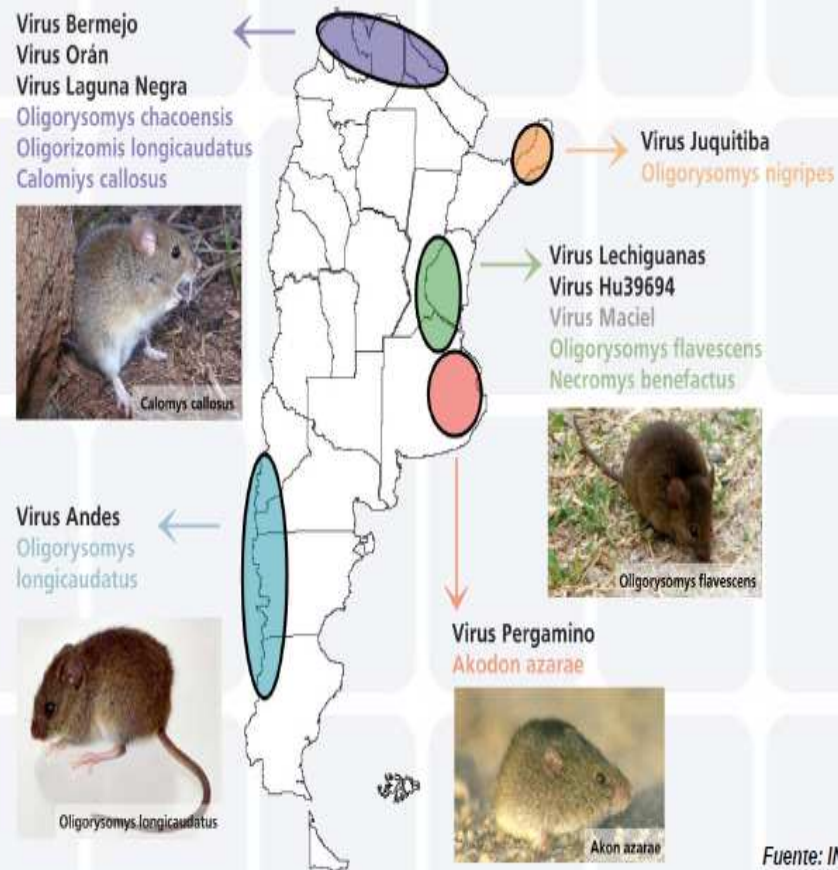 Virus Bermejo
Virus Orán
Virus Laguna Negra
Oligorysomys chacoensis
Oligorizomis longicaudatus
Calomiys callosus
Calomys callosus
Virus Juquitiba
Oligorysomys nigripes
Virus Lechiguanas
Virus Hu39694
Virus Maciel
Oligorysomys flavescens
Necromys benefactus
Oligorysomys flavescens
Virus Andes
Oligorysomys
longicaudatus
Oligorysomys longicaudatus
Virus Pergamino
Akodon azarae
Akon azarae
Fuente: